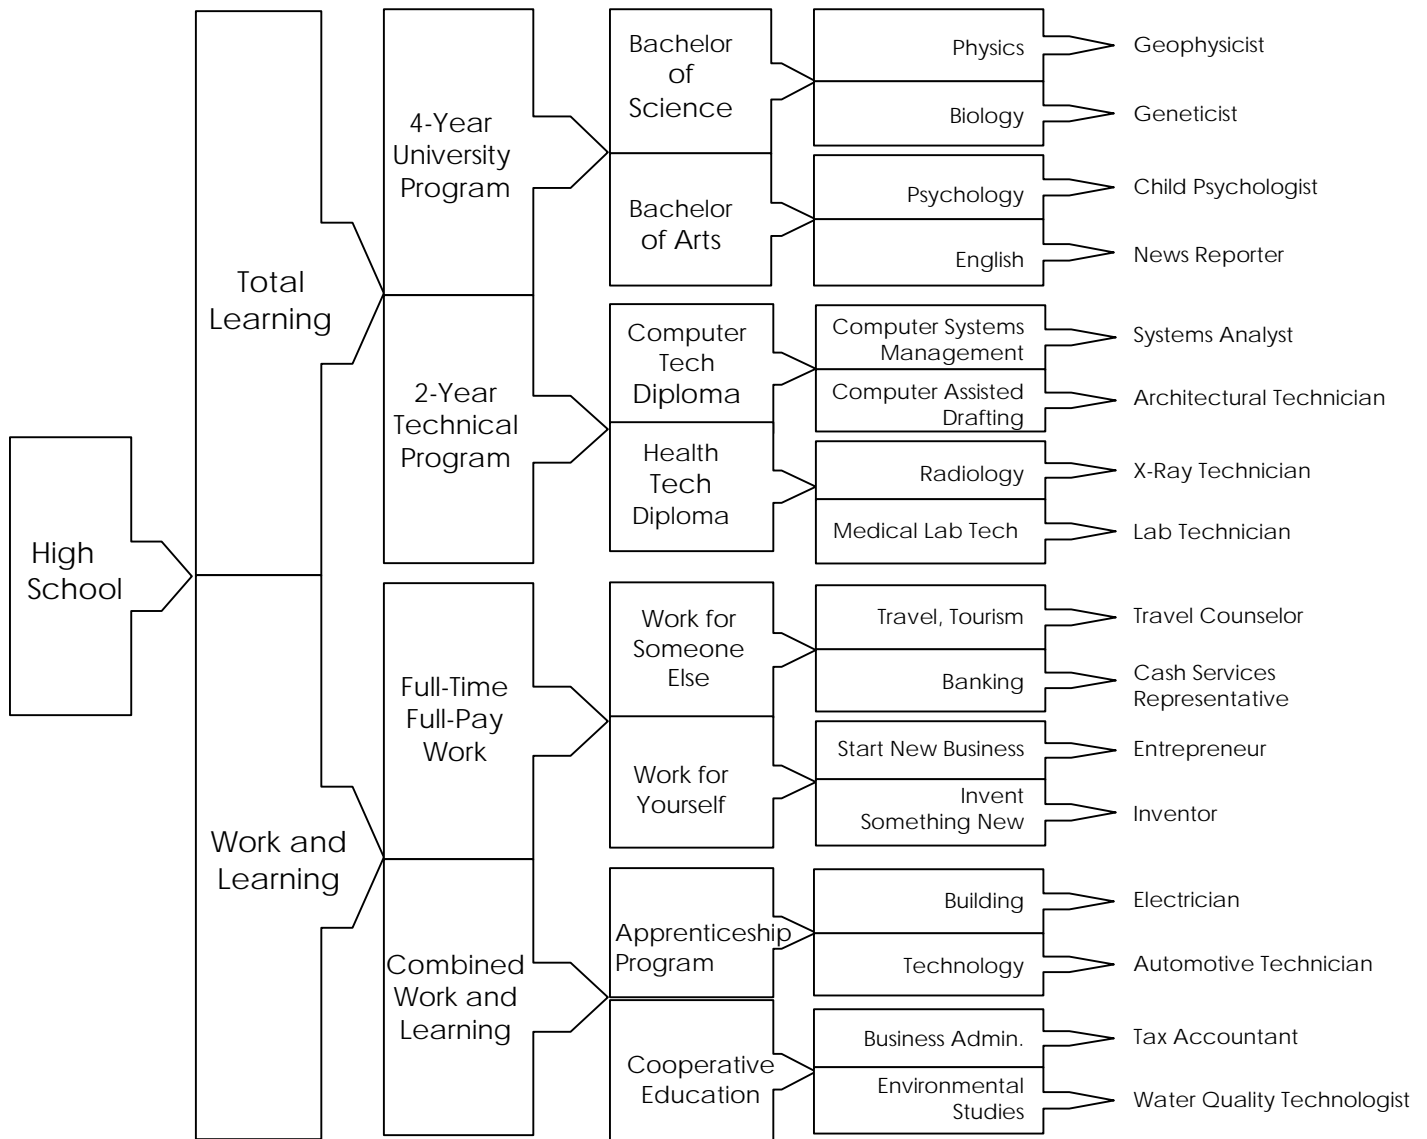 High
School
Total
Learning
Work and
Learning
4-Year
University
Program
2-Year
Technical
Program
Full-Time
Full-Pay
Work
Combined
Work and
Learning
Bachelor
of
Science
Bachelor
of Arts
Computer
Tech
Diploma
Health
Tech
Diploma
Work for
Someone
Else
Work for
Yourself
Apprenticeship
Program
Cooperative
Education
Physics
Biology
Psychology
English
Computer Systems
Management
Computer Assisted
Drafting
Radiology
Medical Lab Tech
Travel, Tourism
Banking
Start New Business
Invent
Something New
Building
Technology
Business Admin.
Environmental
Studies
Geophysicist
Geneticist
Child Psychologist
News Reporter
Systems Analyst
Architectural Technician
X-Ray Technician
Lab Technician
Travel Counselor
Cash Services
Representative
Entrepreneur
Inventor
Electrician
Automotive Technician
Tax Accountant
Water Quality Technologist